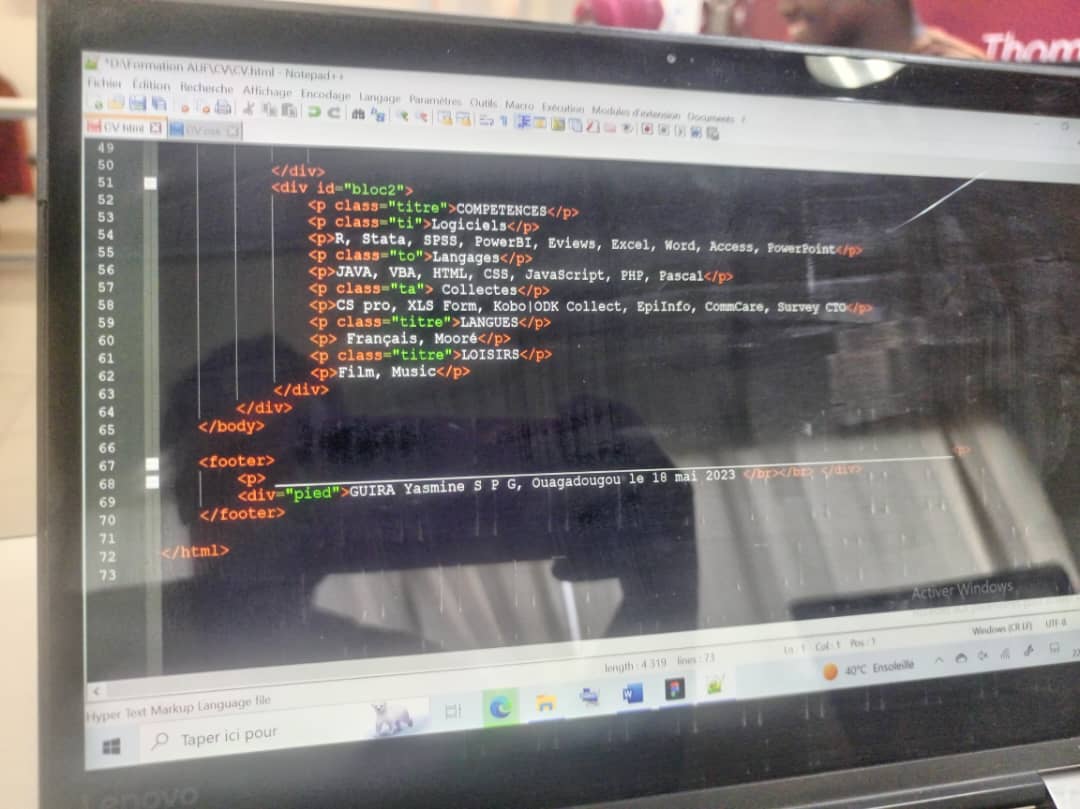 Thom
*D:\Formation AUF\CV\CV.html - Notepad++
Fichier Édition Recherche Affichage Encodage Langage Paramètres Outils Macro Exécution Modules d'extension Documents ?
CV.html CV.css
49
50 </div>
51 <div id="bloc2">
52 <p class="titre">COMPETENCES</p>
53 <p class="ti">Logiciels</p>
54 <p>R, Stata, SPSS, PowerBI, Eviews, Excel, Word, Access, PowerPoint</p>
55 <p class="to">Langages</p>
56 <p>JAVA, VBA, HTML, CSS, JavaScript, PHP, Pascal</p>
57 <p class="ta"> Collectes</p>
58 <p>CS pro, XLS Form, Kobo|ODK Collect, EpiInfo, CommCare, Survey CTO</p>
59 <p class="titre">LANGUES</p>
60 <p> Français, Mooré</p>
61 <p class="titre">LOISIRS</p>
62 <p>Film, Music</p>
63 </div>
64 </div>
65 </body>
66
67 <footer>
68 <p> <p>
69 <div="pied">GUIRA Yasmine S P G, Ouagadougou le 18 mai 2023 </br></br> </div>
70 </footer>
71
72 </html>
73
Activer Windows
Hyper Text Markup Language file length : 4 319 lines : 73 Ln : 1 Col : 1 Pos : 1 Windows (CR LF) UTF-8
Taper ici pour W 40°C Ensoleillé 22
Lenovo